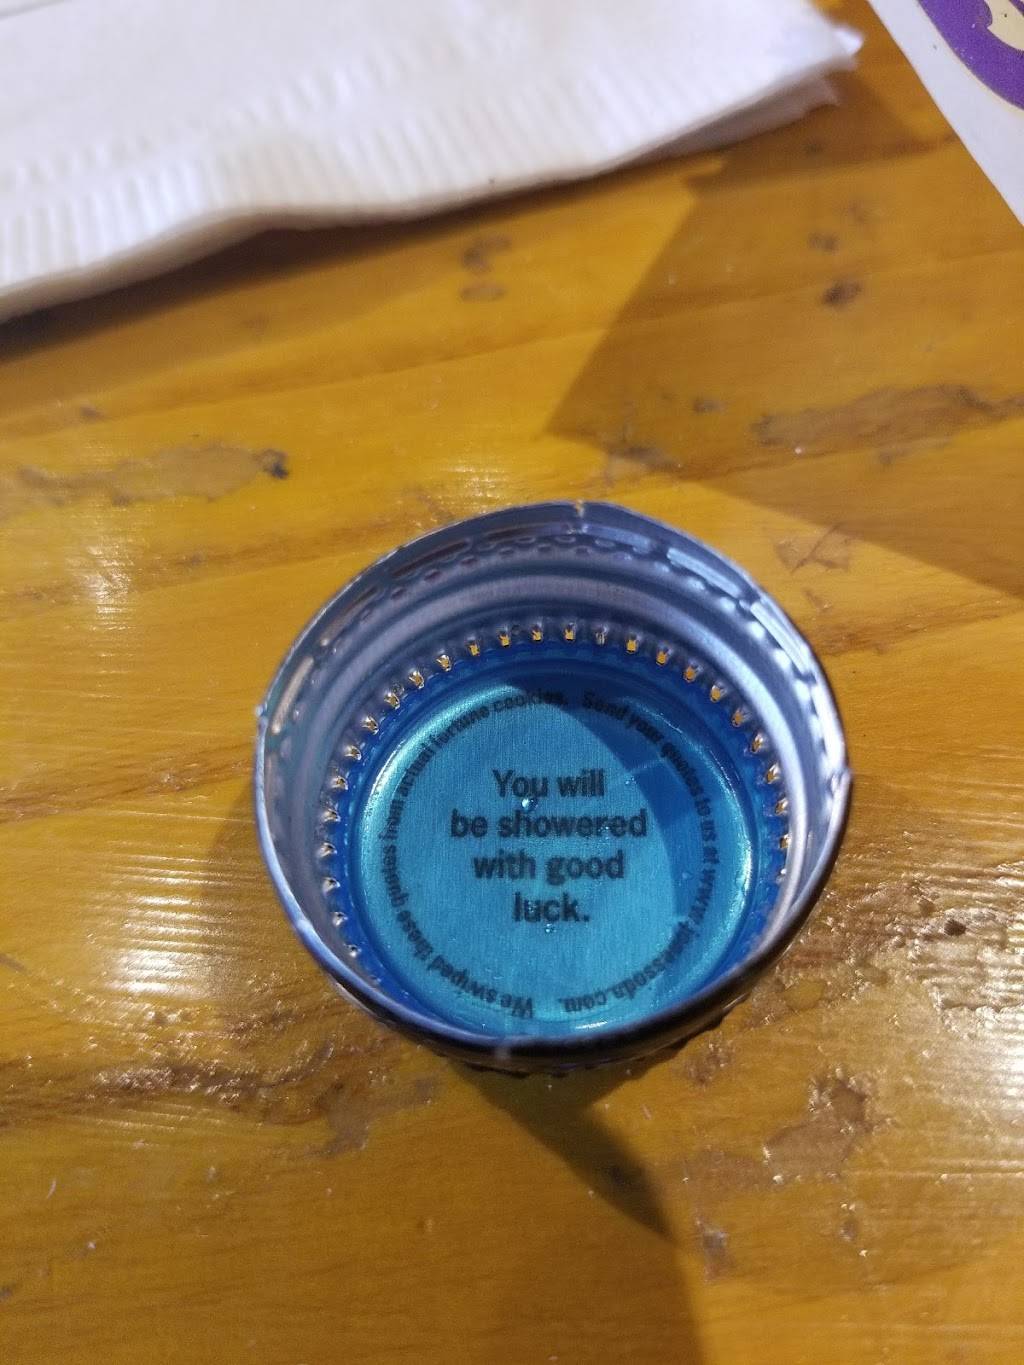 You will
be showered
with good
luck.
We swiped these quotes from actual fortune cookies. Send your quotes to us at www.jonessoda.com.